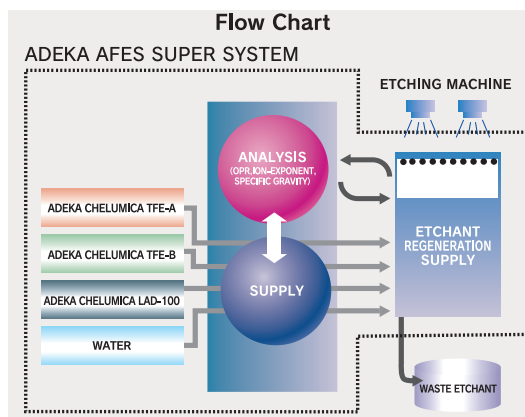 Flow Chart
ADEKA AFES SUPER SYSTEM
ETCHING MACHINE
ANALYSIS
(OPR,ION-EXPONENT,
SPECIFIC GRAVITY)
ADEKA CHELUMICA TFE-A
ADEKA CHELUMICA TFE-B
ADEKA CHELUMICA LAD-100
WATER
SUPPLY
ETCHANT
REGENERATION
SUPPLY
WASTE ETCHANT